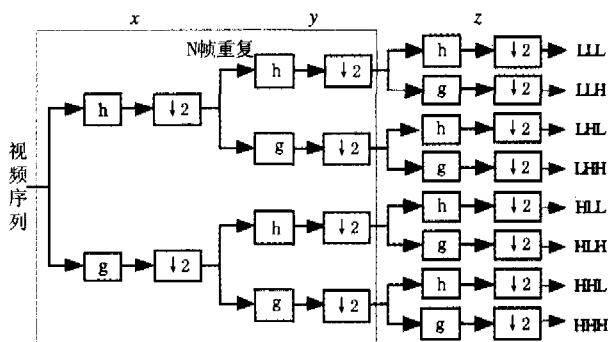 x y z
N帧重复
视频序列
h ↓2 h ↓2 h ↓2 LLL
g ↓2 LLH
g ↓2 h ↓2 LHL
g ↓2 LHH
g ↓2 h ↓2 h ↓2 HLL
g ↓2 HLH
g ↓2 h ↓2 HHL
g ↓2 HHH